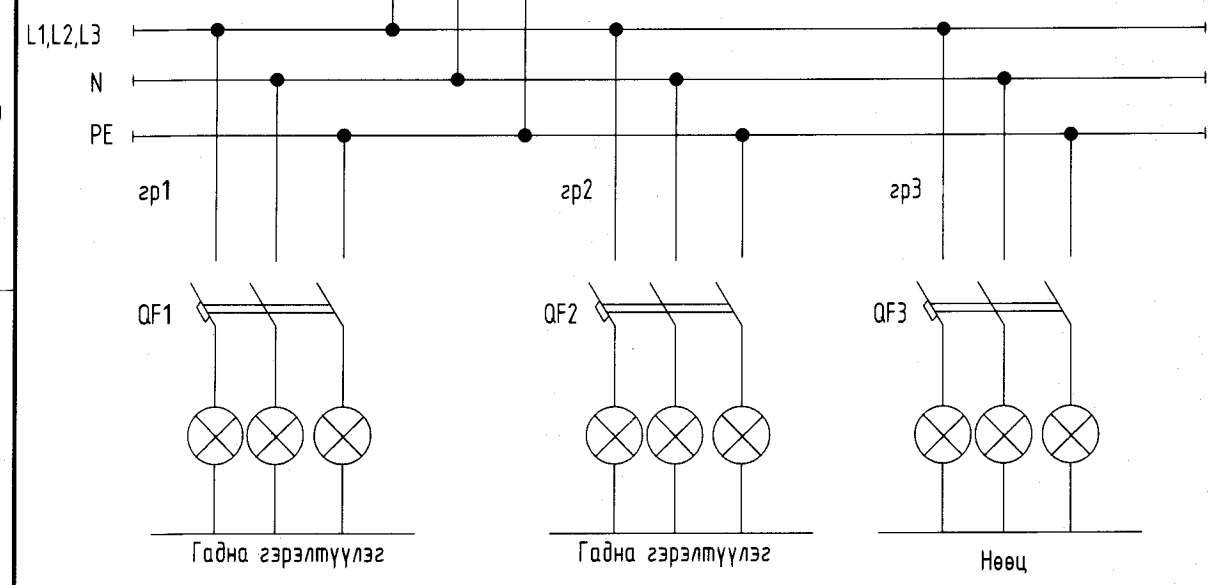 L1,L2,L3
N
PE
гр1 гр2 гр3
QF1 QF2 QF3
Гадна гэрэлтүүлэг Гадна гэрэлтүүлэг Нөөц